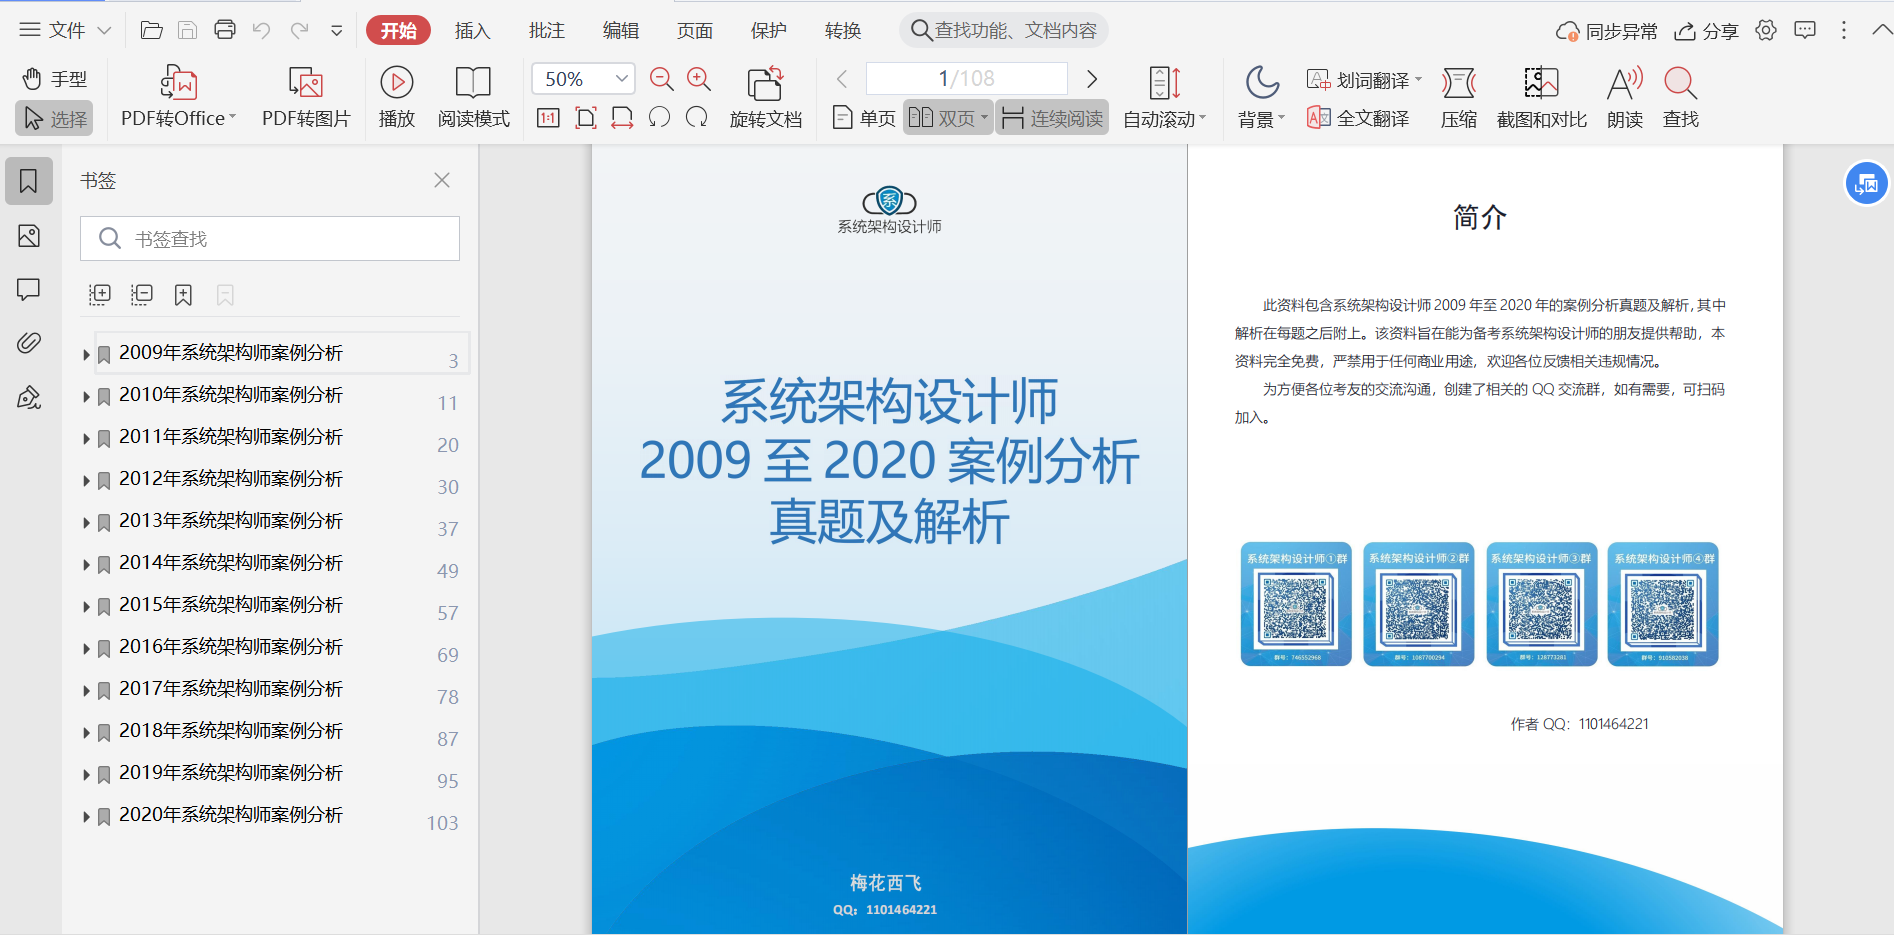 文件
开始 插入 批注 编辑 页面 保护 转换
查找功能、文档内容
同步异常 分享
手型
选择
PDF转Office
PDF转图片
播放
阅读模式
50%
1:1
旋转文档
1/108
单页
双页
连续阅读
自动滚动
背景
划词翻译
全文翻译
压缩
截图和对比
朗读
查找
书签
书签查找
2009年系统架构师案例分析 3
2010年系统架构师案例分析 11
2011年系统架构师案例分析 20
2012年系统架构师案例分析 30
2013年系统架构师案例分析 37
2014年系统架构师案例分析 49
2015年系统架构师案例分析 57
2016年系统架构师案例分析 69
2017年系统架构师案例分析 78
2018年系统架构师案例分析 87
2019年系统架构师案例分析 95
2020年系统架构师案例分析 103
系
系统架构设计师
系统架构设计师
2009 至 2020 案例分析
真题及解析
梅花西飞
QQ：1101464221
简介
此资料包含系统架构设计师 2009 年至 2020 年的案例分析真题及解析，其中
解析在每题之后附上。该资料旨在能为备考系统架构设计师的朋友提供帮助，本
资料完全免费，严禁用于任何商业用途，欢迎各位反馈相关违规情况。
为方便各位考友的交流沟通，创建了相关的 QQ 交流群，如有需要，可扫码
加入。
系统架构设计师①群 系统架构设计师②群 系统架构设计师③群 系统架构设计师④群
群号：746552968 群号：1087700294 群号：128773281 群号：910582038
作者 QQ：1101464221